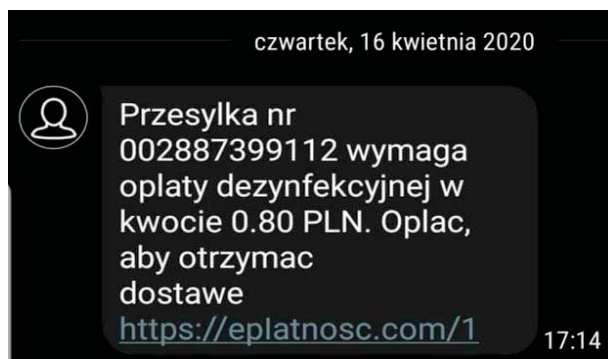 czwartek, 16 kwietnia 2020
Przesylka nr
002887399112 wymaga
oplaty dezynfekcyjnej w
kwocie 0.80 PLN. Oplac,
aby otrzymac
dostawe
https://eplatnosc.com/1
17:14